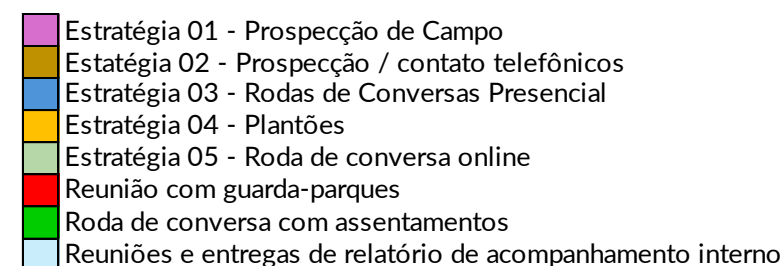 Estratégia 01 - Prospecção de Campo
Estatégia 02 - Prospecção / contato telefônicos
Estratégia 03 - Rodas de Conversas Presencial
Estratégia 04 - Plantões
Estratégia 05 - Roda de conversa online
Reunião com guarda-parques
Roda de conversa com assentamentos
Reuniões e entregas de relatório de acompanhamento interno